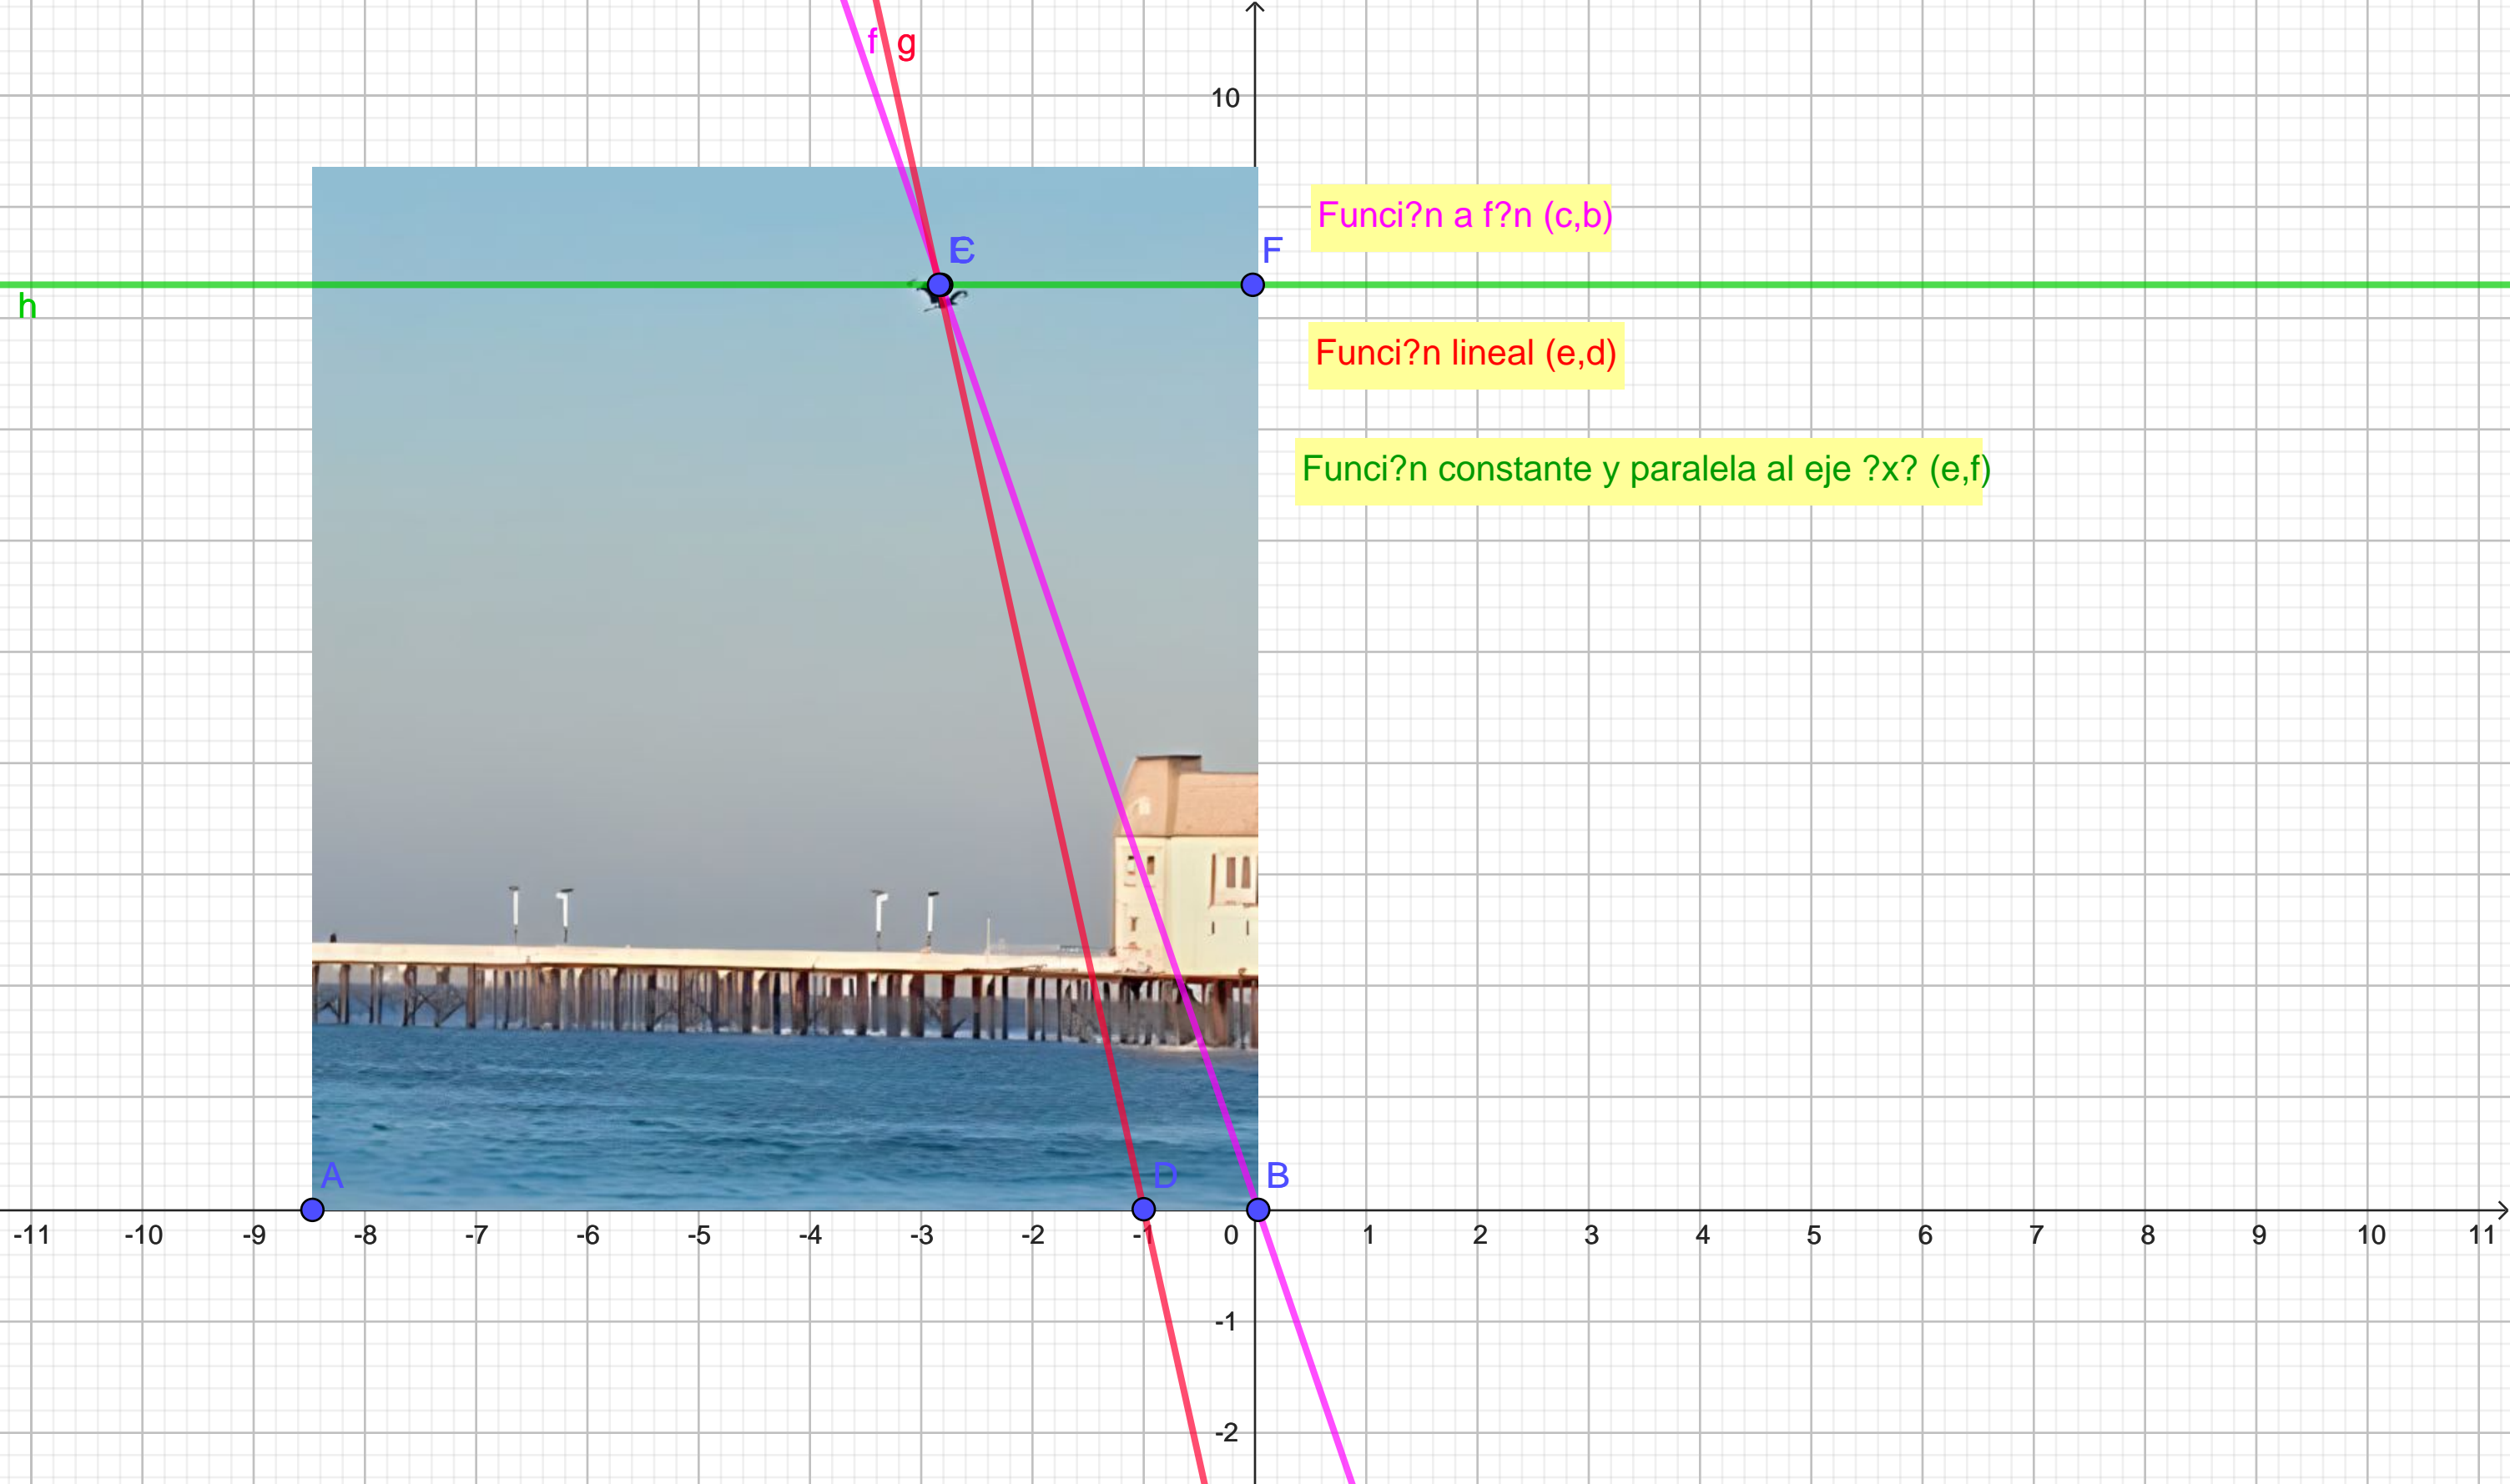 f g
10
Funci?n a f?n (c,b)
E C F
h
Funci?n lineal (e,d)
Funci?n constante y paralela al eje ?x? (e,f)
A D B
-11 -10 -9 -8 -7 -6 -5 -4 -3 -2 -1 0 1 2 3 4 5 6 7 8 9 10 11
-1
-2